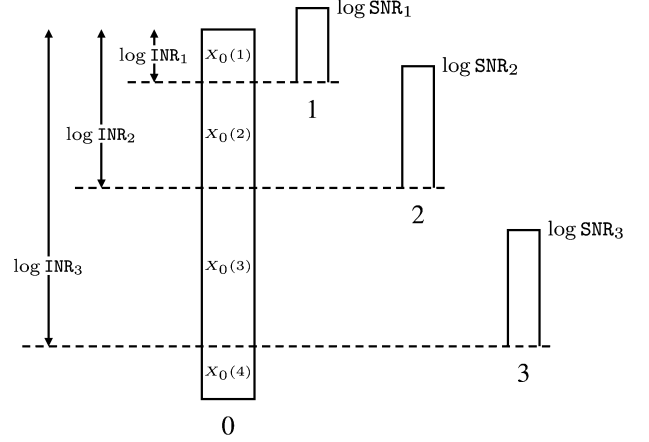 log SNR₁
log INR₁
X₀(1)
log SNR₂
1
log INR₂
X₀(2)
2
log SNR₃
log INR₃
X₀(3)
X₀(4)
3
0